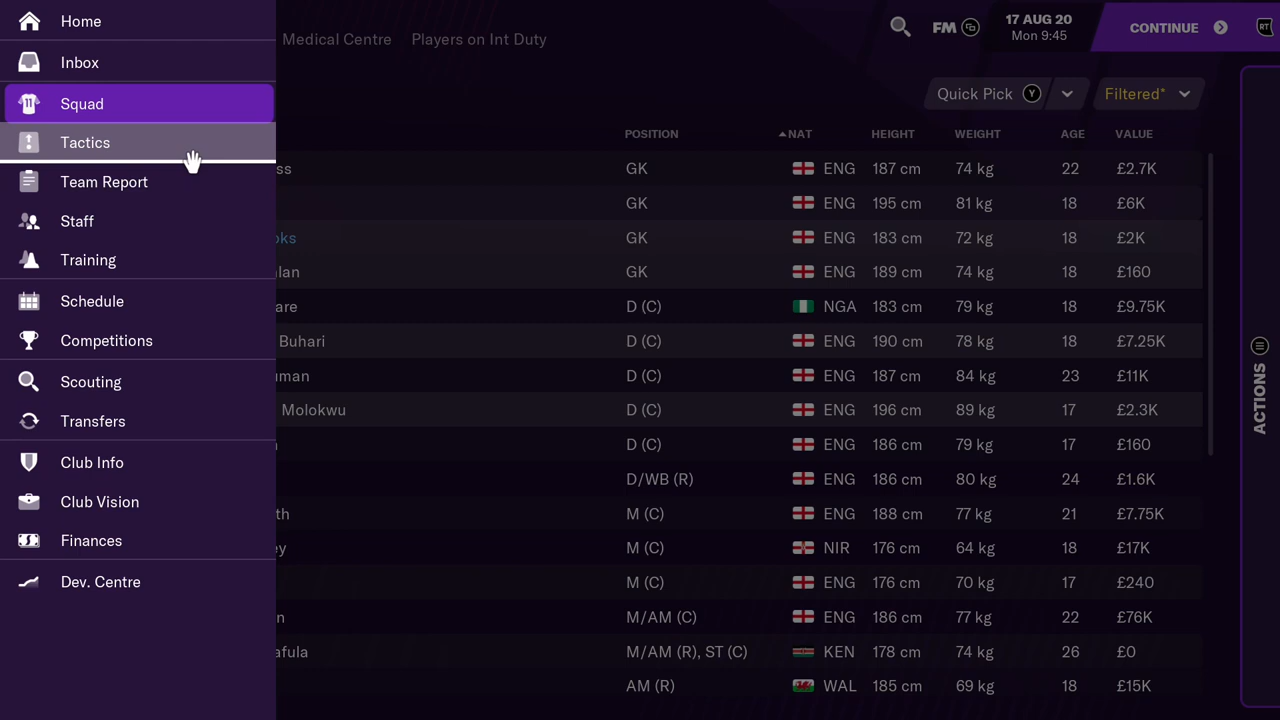 Home
Inbox
Squad
Tactics
Team Report
Staff
Training
Schedule
Competitions
Scouting
Transfers
Club Info
Club Vision
Finances
Dev. Centre
Medical Centre Players on Int Duty
FM 17 AUG 20 CONTINUE RT
Mon 9:45
Quick Pick Y Filtered*
POSITION NAT HEIGHT WEIGHT AGE VALUE
ss GK ENG 187 cm 74 kg 22 £2.7K
GK ENG 195 cm 81 kg 18 £6K
oks GK ENG 183 cm 72 kg 18 £2K
lan GK ENG 189 cm 74 kg 18 £160
are D (C) NGA 183 cm 79 kg 18 £9.75K
Buhari D (C) ENG 190 cm 78 kg 18 £7.25K
uman D (C) ENG 187 cm 84 kg 23 £11K
Molokwu D (C) ENG 196 cm 89 kg 17 £2.3K
D (C) ENG 186 cm 79 kg 17 £160
D/WB (R) ENG 186 cm 80 kg 24 £1.6K
th M (C) ENG 188 cm 77 kg 21 £7.75K
ey M (C) NIR 176 cm 64 kg 18 £17K
M (C) ENG 176 cm 70 kg 17 £240
n M/AM (C) ENG 186 cm 77 kg 22 £76K
afula M/AM (R), ST (C) KEN 178 cm 74 kg 26 £0
AM (R) WAL 185 cm 69 kg 18 £15K
ACTIONS